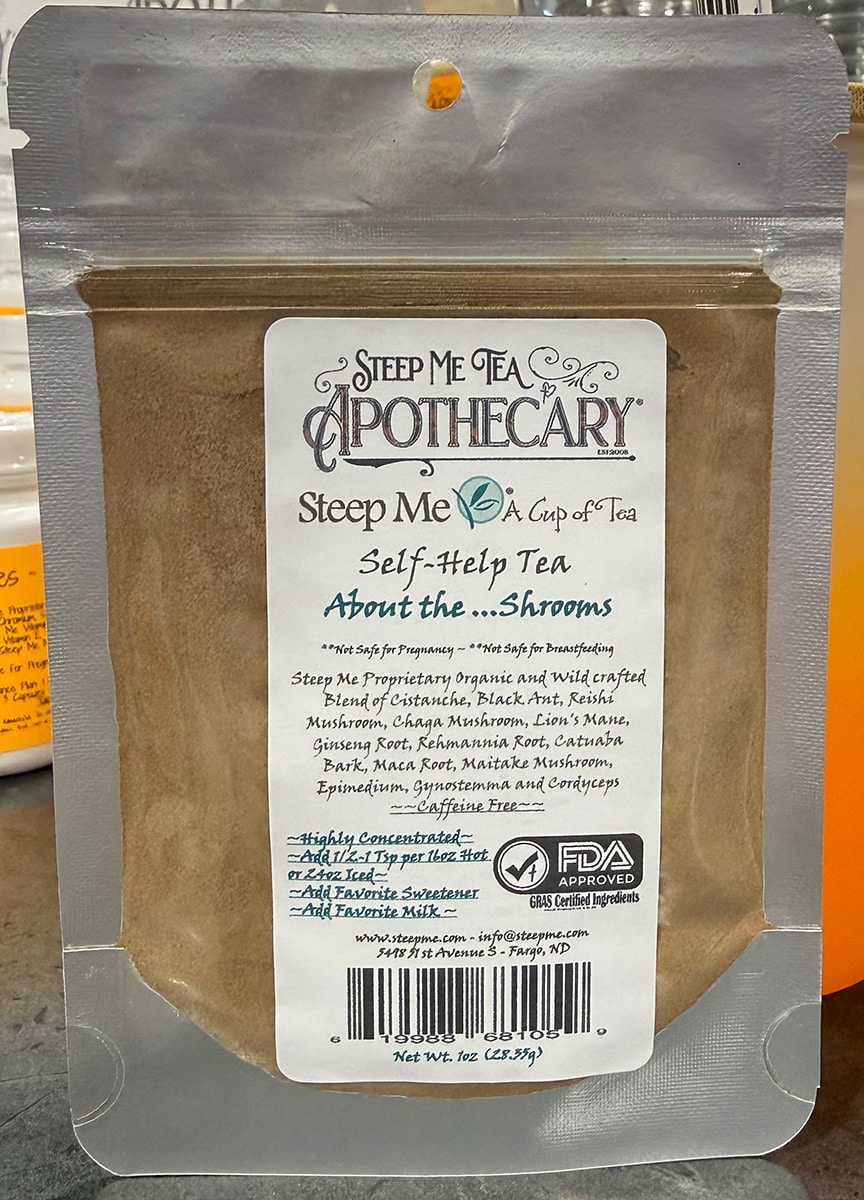 Steep Me Tea
Apothecary
EST.2008
Steep Me ® A Cup of Tea
Self-Help Tea
About the ...Shrooms
**Not Safe for Pregnancy ~ **Not Safe for Breastfeeding
Steep Me Proprietary Organic and Wild crafted
Blend of Cistanche, Black Ant, Reishi
Mushroom, Chaga Mushroom, Lion's Mane,
Ginseng Root, Rehmannia Root, Catuaba
Bark, Maca Root, Maitake Mushroom,
Epimedium, Gynostemma and Cordyceps
~~Caffeine Free~~
~Highly Concentrated~
~Add 1/2-1 Tsp per 16oz Hot
or 24oz Iced~
~Add Favorite Sweetener
~Add Favorite Milk ~
FDA
APPROVED
GRAS Certified Ingredients
www.steepme.com - info@steepme.com
5498 51st Avenue S - Fargo, ND
6 19988 68105 9
Net Wt. 1oz (28.35g)